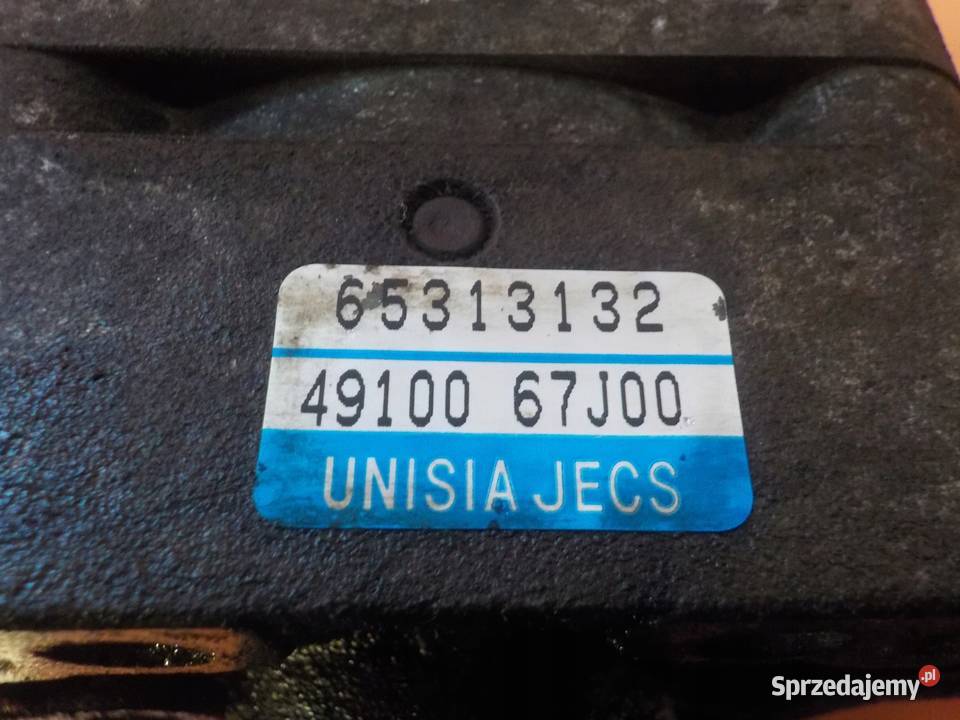 65313132
49100 67J00
UNISIA JECS
Sprzedajemy.pl